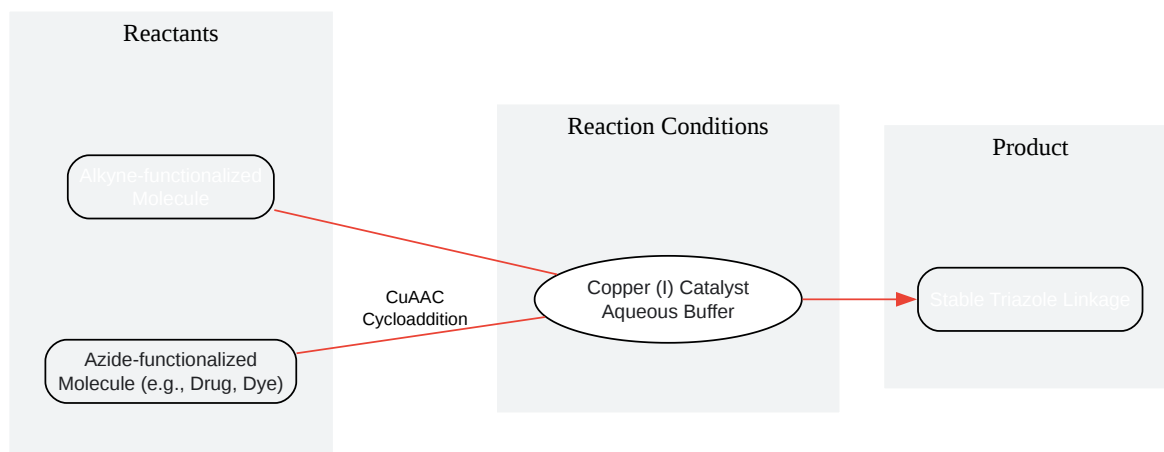 Reactants
Alkyne-functionalized
Molecule
CuAAC
Cycloaddition
Azide-functionalized
Molecule (e.g., Drug, Dye)
Reaction Conditions
Copper (I) Catalyst
Aqueous Buffer
Product
Stable Triazole Linkage